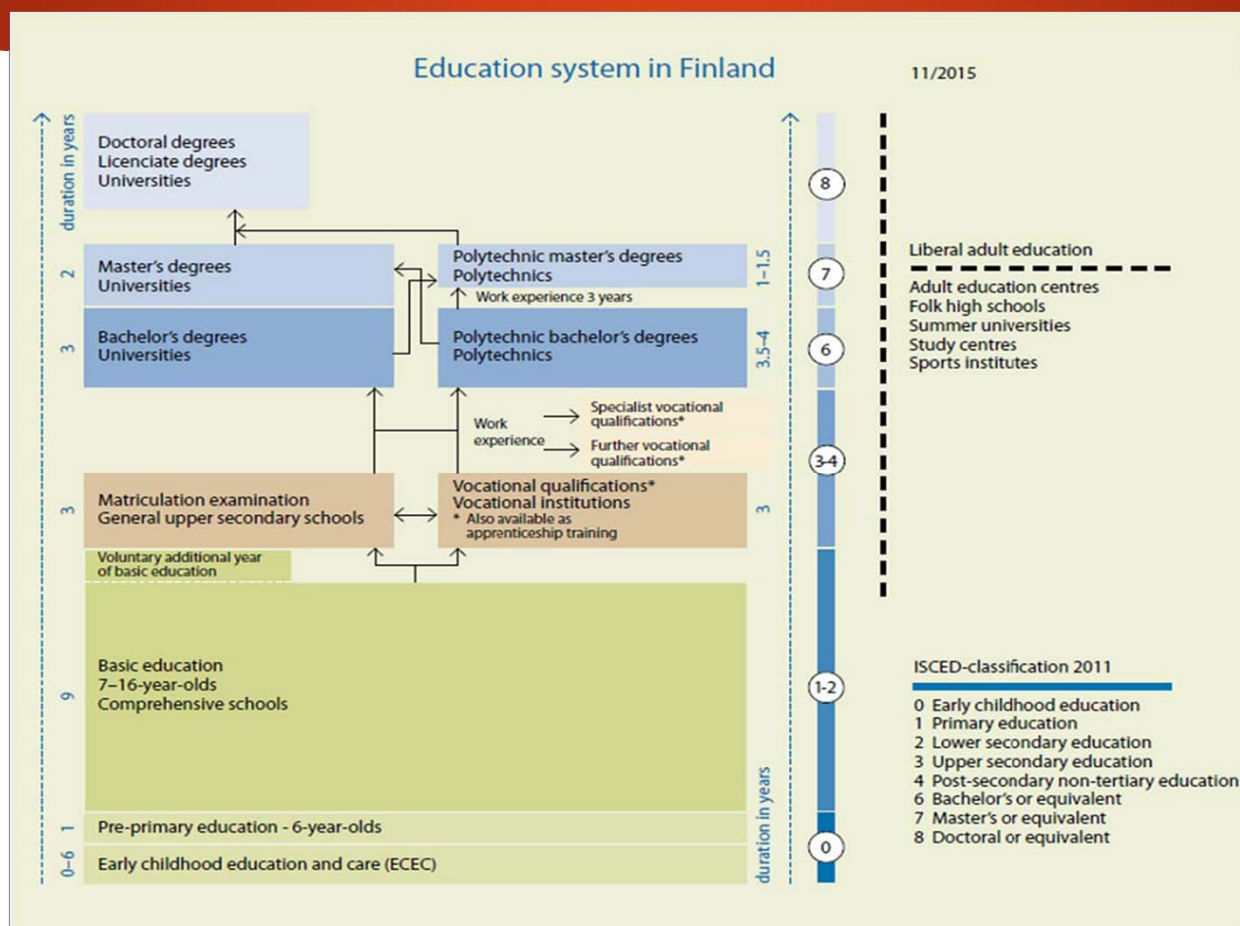 Education system in Finland
11/2015
duration in years
Doctoral degrees
Licenciate degrees
Universities
8
2
Master's degrees
Universities
Polytechnic master's degrees
Polytechnics
1–1.5
7
Work experience 3 years
3
Bachelor's degrees
Universities
Polytechnic bachelor's degrees
Polytechnics
3.5–4
6
Work
experience
Specialist vocational
qualifications*
Further vocational
qualifications*
3-4
3
Matriculation examination
General upper secondary schools
Vocational qualifications*
Vocational institutions
* Also available as
apprenticeship training
3
Voluntary additional year
of basic education
9
Basic education
7–16-year-olds
Comprehensive schools
1-2
1
Pre-primary education - 6-year-olds
0–6
Early childhood education and care (ECEC)
duration in years
0
Liberal adult education
Adult education centres
Folk high schools
Summer universities
Study centres
Sports institutes
ISCED-classification 2011
0 Early childhood education
1 Primary education
2 Lower secondary education
3 Upper secondary education
4 Post-secondary non-tertiary education
6 Bachelor's or equivalent
7 Master's or equivalent
8 Doctoral or equivalent